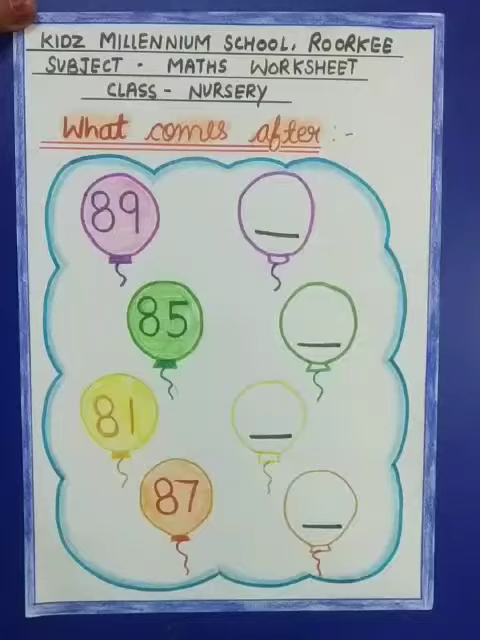 KIDZ MILLENNIUM SCHOOL, ROORKEE
SUBJECT - MATHS WORKSHEET
CLASS - NURSERY
What comes after :-
89
85
81
87